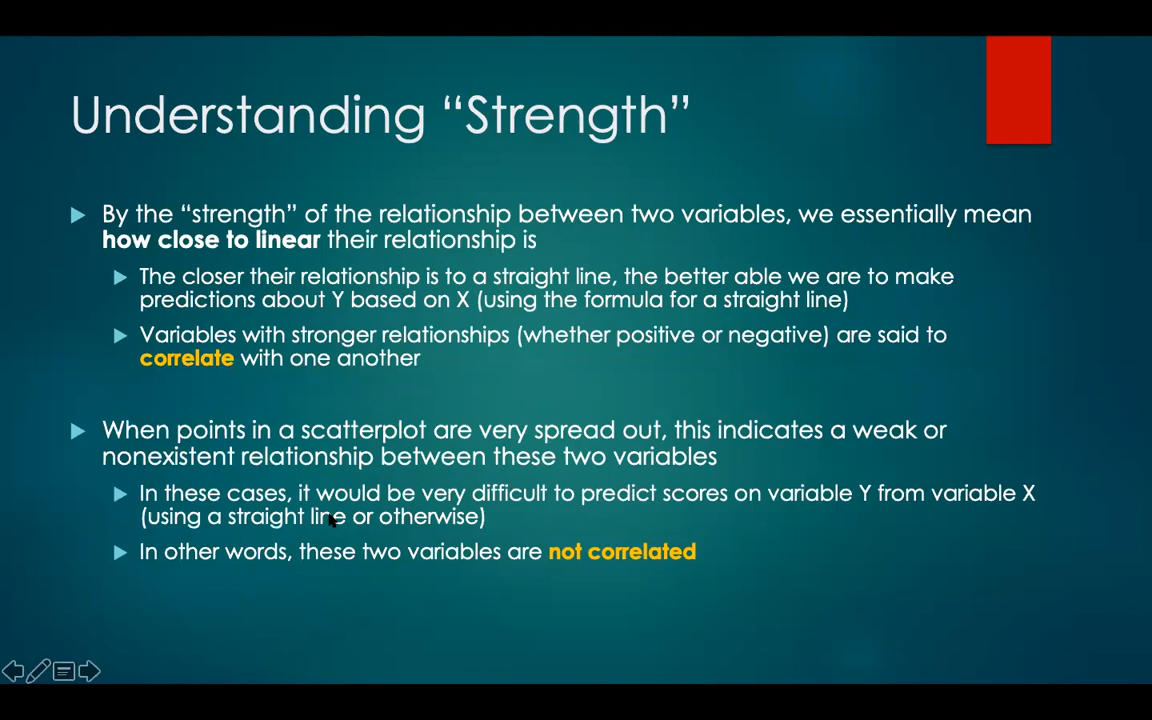 Understanding “Strength”
By the “strength” of the relationship between two variables, we essentially mean
how close to linear their relationship is
The closer their relationship is to a straight line, the better able we are to make
predictions about Y based on X (using the formula for a straight line)
Variables with stronger relationships (whether positive or negative) are said to
correlate with one another
When points in a scatterplot are very spread out, this indicates a weak or
nonexistent relationship between these two variables
In these cases, it would be very difficult to predict scores on variable Y from variable X
(using a straight line or otherwise)
In other words, these two variables are not correlated